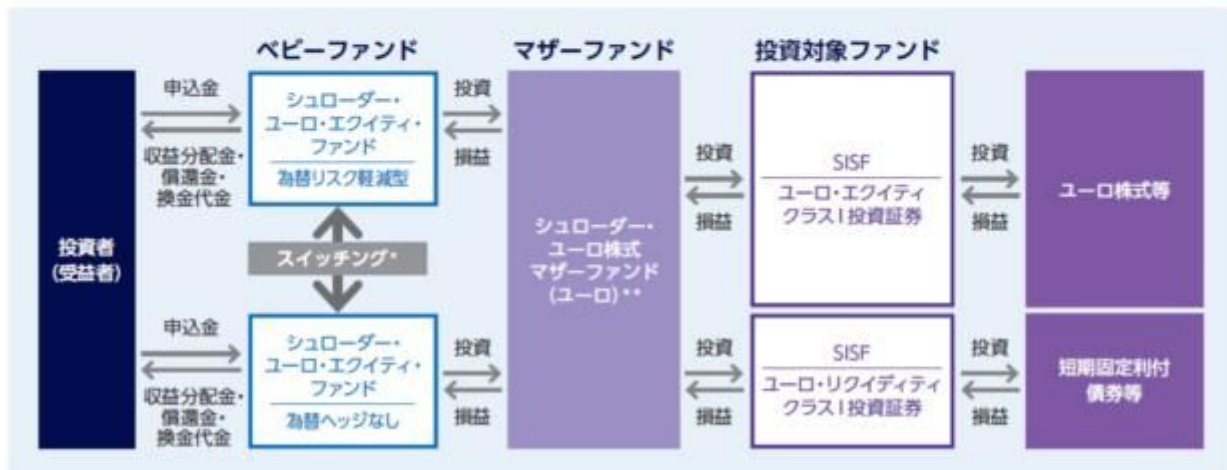 ベビーファンド
マザーファンド
投資対象ファンド
投資者
(受益者)
申込金
収益分配金・
償還金・
換金代金
シュローダー・
ユーロ・エクイティ・
ファンド
為替リスク軽減型
投資
損益
スイッチング*
申込金
収益分配金・
償還金・
換金代金
シュローダー・
ユーロ・エクイティ・
ファンド
為替ヘッジなし
投資
損益
シュローダー・
ユーロ株式
マザーファンド
(ユーロ)**
投資
損益
SISF
ユーロ・エクイティ
クラスI投資証券
投資
損益
ユーロ株式等
投資
損益
SISF
ユーロ・リクイディティ
クラスI投資証券
投資
損益
短期固定利付
債券等